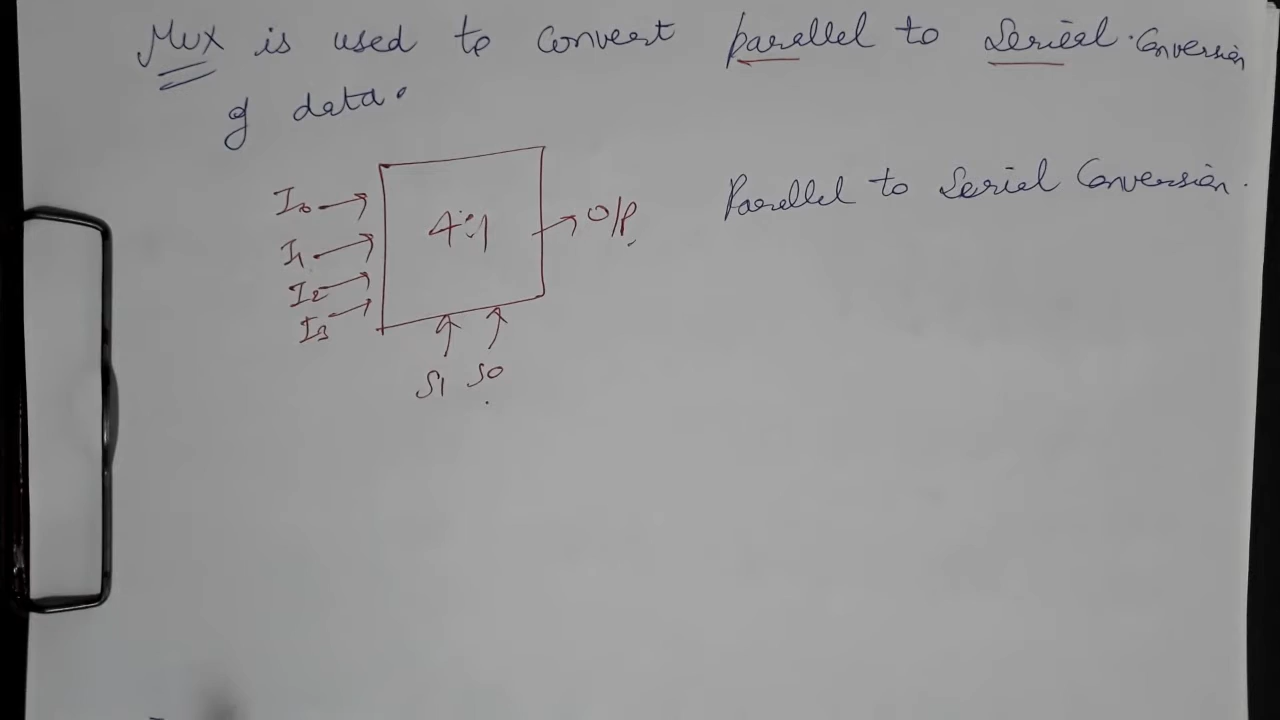 Mux is used to convert parallel to Serial. Conversion
of data.
I0
I1
I2
I3
4:1
O/P
S1 S0
Parallel to Serial Conversion.